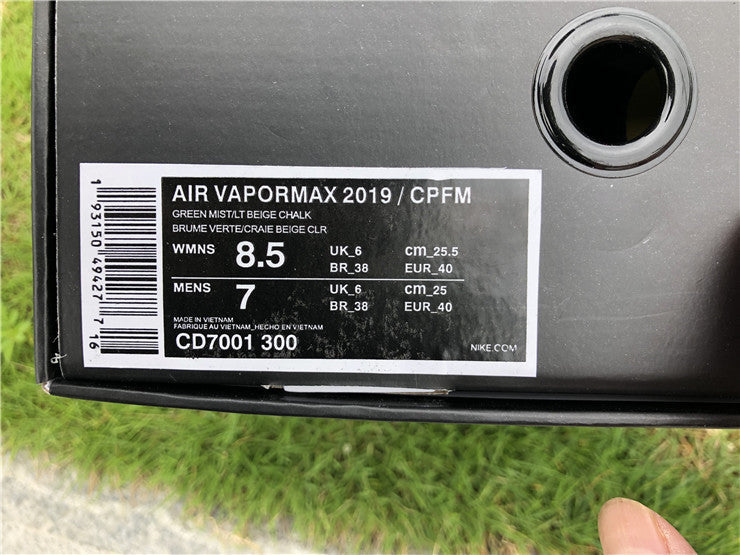 AIR VAPORMAX 2019 / CPFM
GREEN MIST/LT BEIGE CHALK
BRUME VERTE/CRAIE BEIGE CLR
WMNS 8.5 UK_6 cm_25.5
BR_38 EUR_40
MENS 7 UK_6 cm_25
BR_38 EUR_40
MADE IN VIETNAM
FABRIQUE AU VIETNAM_HECHO EN VIETNAM
CD7001 300 NIKE.COM
1 93150 49427 7 16